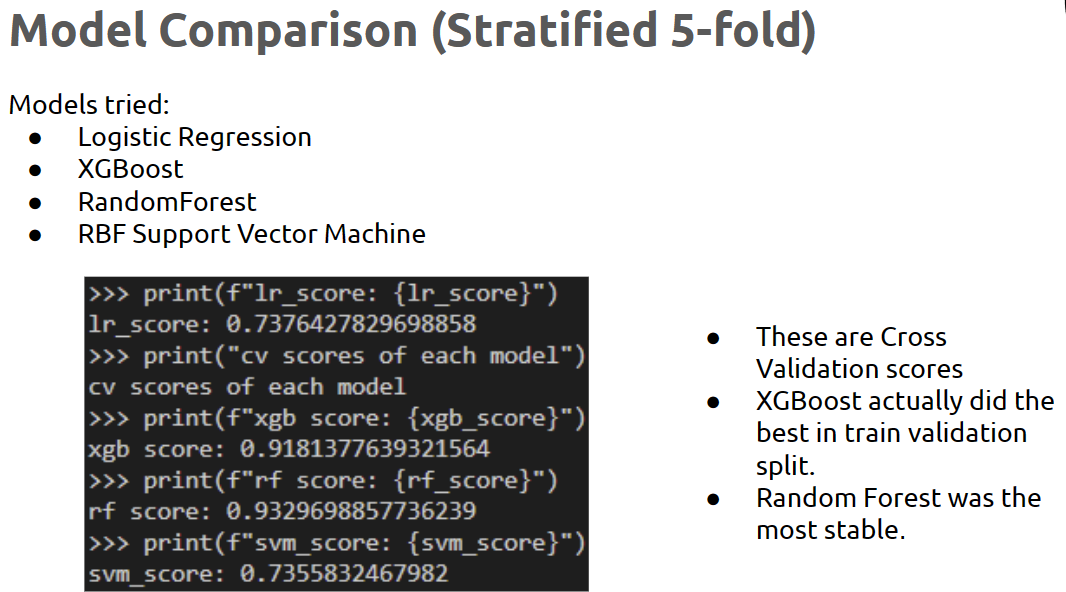 Model Comparison (Stratified 5-fold)
Models tried:
● Logistic Regression
● XGBoost
● RandomForest
● RBF Support Vector Machine
>>> print(f"lr_score: {lr_score}")
lr_score: 0.7376427829698858
>>> print("cv scores of each model")
cv scores of each model
>>> print(f"xgb score: {xgb_score}")
xgb score: 0.9181377639321564
>>> print(f"rf score: {rf_score}")
rf score: 0.9329698857736239
>>> print(f"svm_score: {svm_score}")
svm_score: 0.7355832467982
● These are Cross
Validation scores
● XGBoost actually did the
best in train validation
split.
● Random Forest was the
most stable.